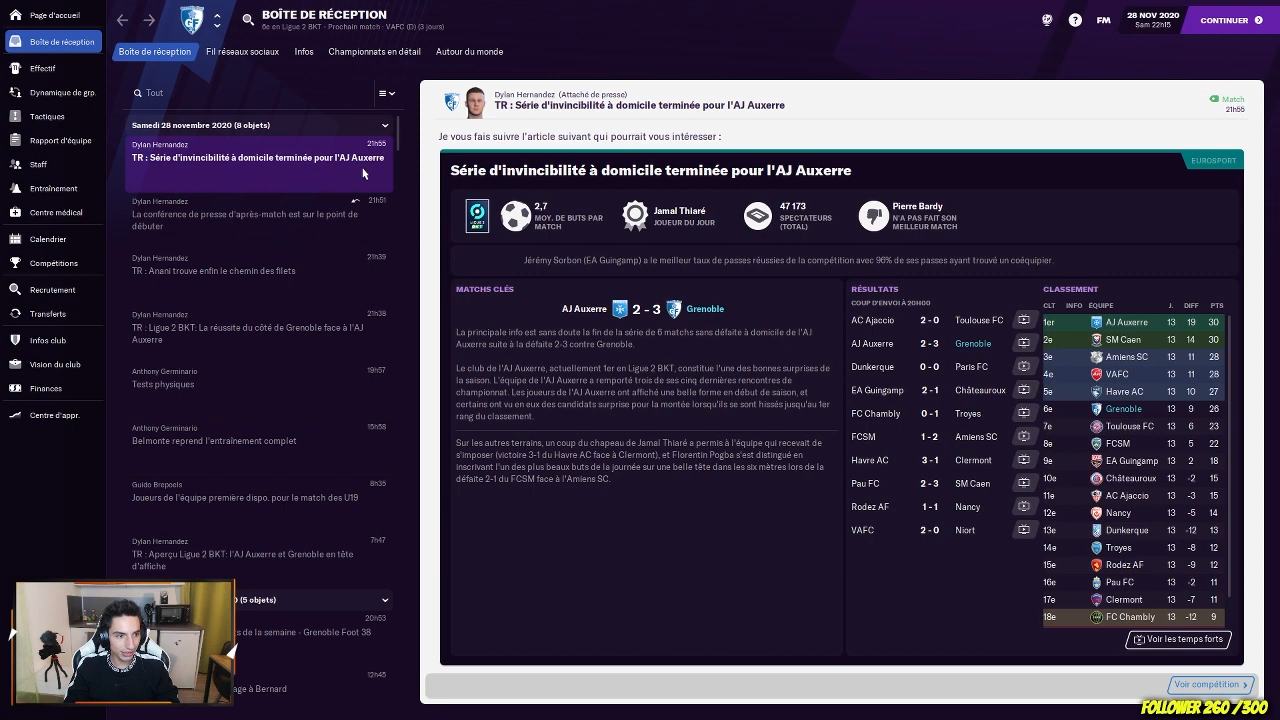 Page d'accueil
Boîte de réception
Effectif
Dynamique de grp.
Tactiques
Rapport d'équipe
Staff
Entraînement
Centre médical
Calendrier
Compétitions
Recrutement
Transferts
Infos club
Vision du club
Finances
Centre d'appr.
BOÎTE DE RÉCEPTION
6e en Ligue 2 BKT - Prochain match - VAFC (D) (3 jours)
FM
28 NOV 2020
Sam 22h15
CONTINUER
Boîte de réception
Fil réseaux sociaux
Infos
Championnats en détail
Autour du monde
Tout
Samedi 28 novembre 2020 (8 objets)
Dylan Hernandez 21h55
TR : Série d'invincibilité à domicile terminée pour l'AJ Auxerre
Dylan Hernandez 21h51
La conférence de presse d'après-match est sur le point de
débuter
Dylan Hernandez 21h39
TR : Anani trouve enfin le chemin des filets
Dylan Hernandez 21h38
TR : Ligue 2 BKT: La réussite du côté de Grenoble face à l'AJ
Auxerre
Anthony Germinario 19h57
Tests physiques
Anthony Germinario 15h58
Belmonte reprend l'entraînement complet
Guido Brepoels 8h35
Joueurs de l'équipe première dispo. pour le match des U19
Dylan Hernandez 7h47
TR : Aperçu Ligue 2 BKT: l'AJ Auxerre et Grenoble en tête
d'affiche
(5 objets)
20h53
s de la semaine - Grenoble Foot 38
12h45
age à Bernard
Dylan Hernandez (Attaché de presse)
TR : Série d'invincibilité à domicile terminée pour l'AJ Auxerre
Match
21h55
Je vous fais suivre l'article suivant qui pourrait vous intéresser :
EUROSPORT
Série d'invincibilité à domicile terminée pour l'AJ Auxerre
LIGUE 2
BKT
2,7
MOY. DE BUTS PAR
MATCH
Jamal Thiaré
JOUEUR DU JOUR
47 173
SPECTATEURS
(TOTAL)
Pierre Bardy
N'A PAS FAIT SON
MEILLEUR MATCH
Jérémy Sorbon (EA Guingamp) a le meilleur taux de passes réussies de la compétition avec 96% de ses passes ayant trouvé un coéquipier.
MATCHS CLÉS
AJ Auxerre 2 - 3 Grenoble
La principale info est sans doute la fin de la série de 6 matchs sans défaite à domicile de l'AJ
Auxerre suite à la défaite 2-3 contre Grenoble.
Le club de l'AJ Auxerre, actuellement 1er en Ligue 2 BKT, constitue l'une des bonnes surprises de
la saison. L'équipe de l'AJ Auxerre a remporté trois de ses cinq dernières rencontres de
championnat. Les joueurs de l'AJ Auxerre ont affiché une belle forme en début de saison, et
certains ont vu en eux des candidats surprise pour la montée lorsqu'ils se sont hissés jusqu'au 1er
rang du classement.
Sur les autres terrains, un coup du chapeau de Jamal Thiaré a permis à l'équipe qui recevait de
s'imposer (victoire 3-1 du Havre AC face à Clermont), et Florentin Pogba s'est distingué en
inscrivant l'un des plus beaux buts de la journée sur une belle tête dans les six mètres lors de la
défaite 2-1 du FCSM face à l'Amiens SC.
RÉSULTATS
COUP D'ENVOI À 20H00
AC Ajaccio 2 - 0 Toulouse FC
AJ Auxerre 2 - 3 Grenoble
Dunkerque 0 - 0 Paris FC
EA Guingamp 2 - 1 Châteauroux
FC Chambly 0 - 1 Troyes
FCSM 1 - 2 Amiens SC
Havre AC 3 - 1 Clermont
Pau FC 2 - 3 SM Caen
Rodez AF 1 - 1 Nancy
VAFC 2 - 0 Niort
CLASSEMENT
CLT INFO ÉQUIPE J. DIFF PTS
1er AJ Auxerre 13 19 30
2e SM Caen 13 14 30
3e Amiens SC 13 11 28
4e VAFC 13 11 28
5e Havre AC 13 10 27
6e Grenoble 13 9 26
7e Toulouse FC 13 6 23
8e FCSM 13 5 22
9e EA Guingamp 13 2 18
10e Châteauroux 13 -2 15
11e AC Ajaccio 13 -3 15
12e Nancy 13 -5 14
13e Dunkerque 13 -12 13
14e Troyes 13 -8 12
15e Rodez AF 13 -9 12
16e Pau FC 13 -2 11
17e Clermont 13 -7 11
18e FC Chambly 13 -12 9
Voir les temps forts
Voir compétition
FOLLOWER 260 /300